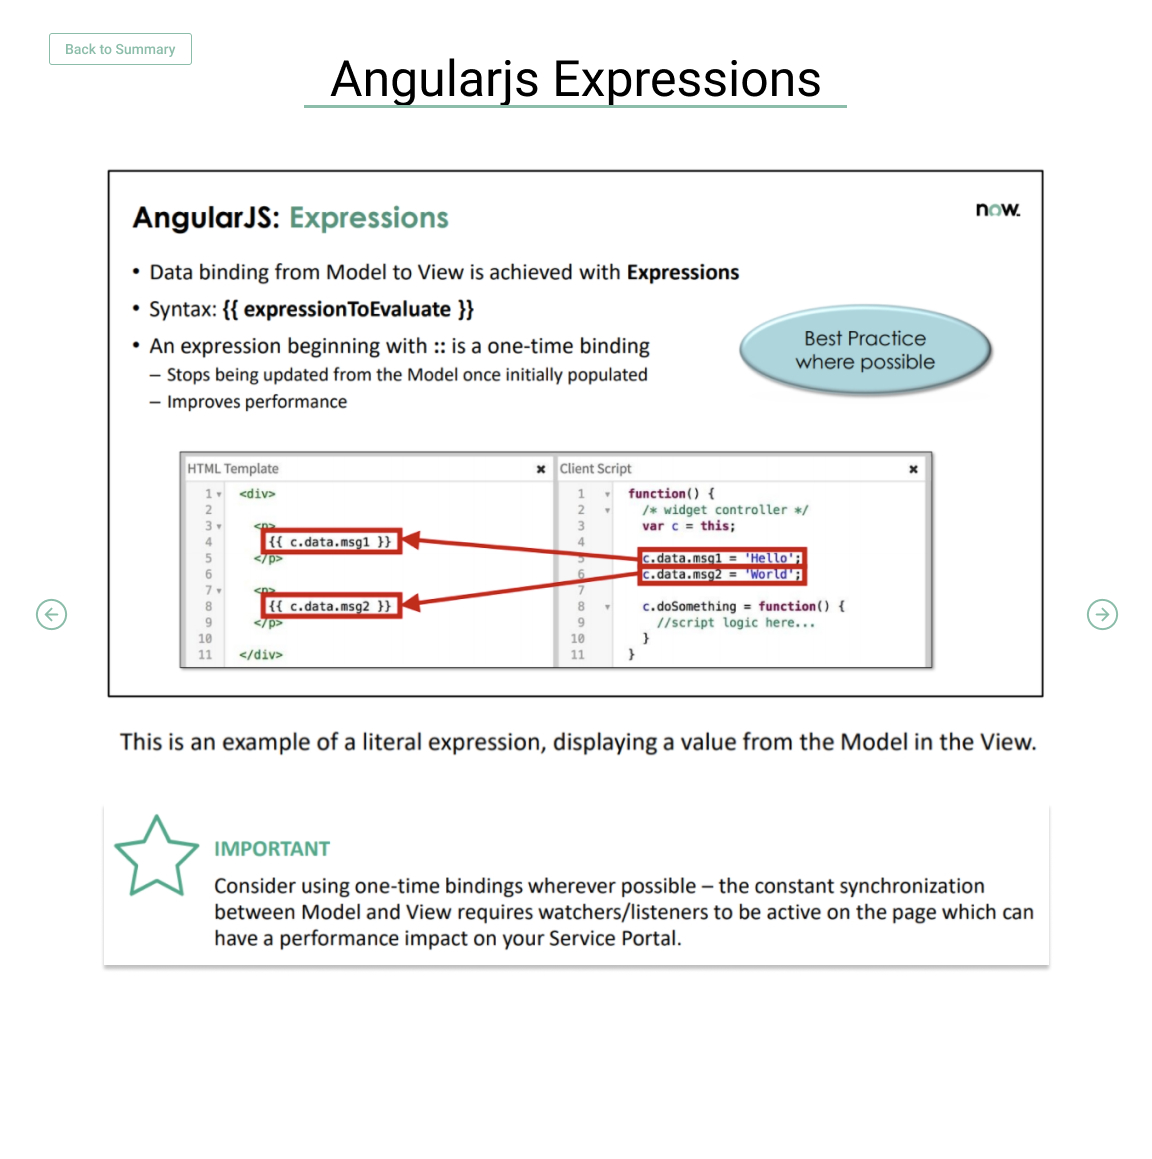 Back to Summary
Angularjs Expressions
AngularJS: Expressions
now.
• Data binding from Model to View is achieved with Expressions
• Syntax: {{ expressionToEvaluate }}
• An expression beginning with :: is a one-time binding
– Stops being updated from the Model once initially populated
– Improves performance
Best Practice
where possible
HTML Template
1 <div>
2
3 <p>
4 {{ c.data.msg1 }}
5 </p>
6
7 <p>
8 {{ c.data.msg2 }}
9 </p>
10
11 </div>
Client Script
1 function() {
2 /* widget controller */
3 var c = this;
4
5 c.data.msg1 = 'Hello';
6 c.data.msg2 = 'World';
7
8 c.doSomething = function() {
9 //script logic here...
10 }
11 }
This is an example of a literal expression, displaying a value from the Model in the View.
IMPORTANT
Consider using one-time bindings wherever possible – the constant synchronization
between Model and View requires watchers/listeners to be active on the page which can
have a performance impact on your Service Portal.